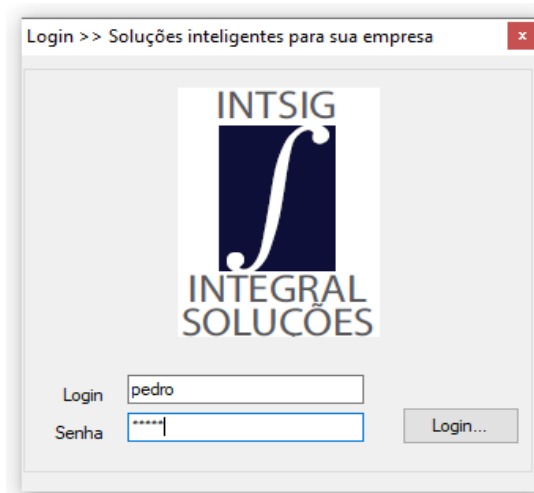 Login >> Soluções inteligentes para sua empresa
x
INTSIG
INTEGRAL
SOLUCÕES
Login
pedro
Senha
*****
Login...